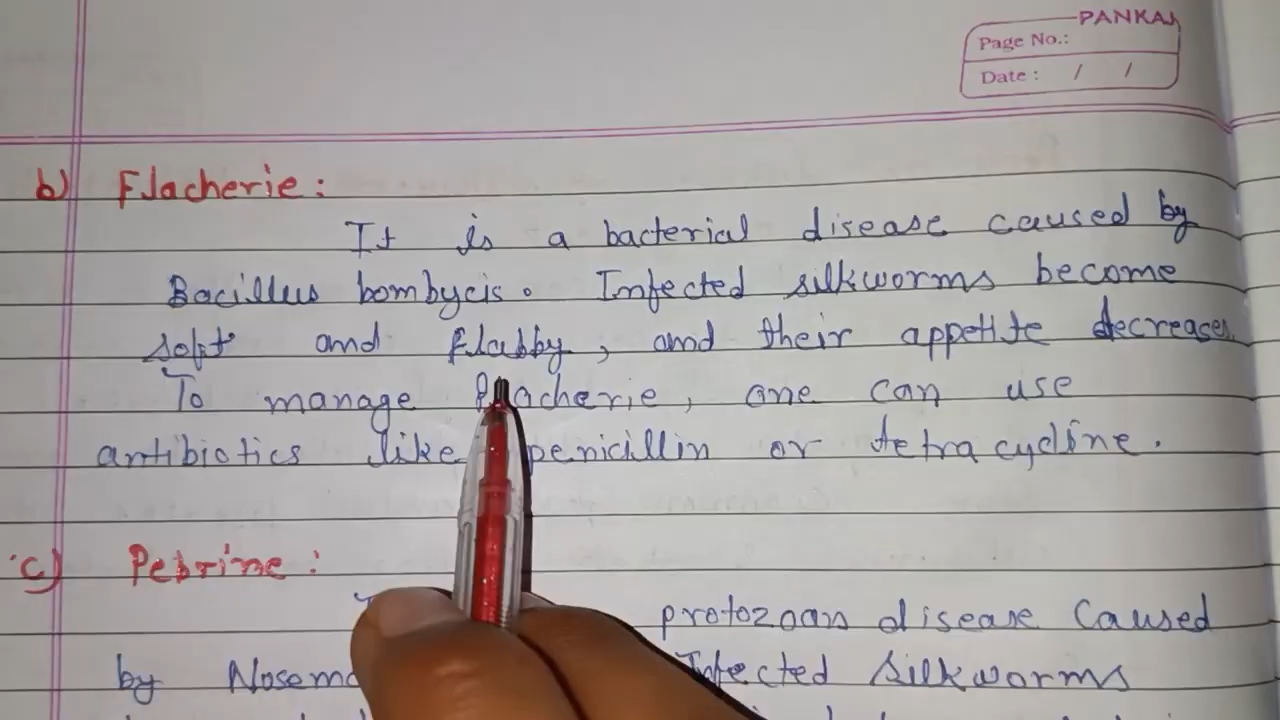 PANKAJ
Page No.:
Date : / /
b) Flacherie :
It is a bacterial disease caused by
Bacillus bombycis. Infected silkworms become
soft and flabby, and their appetite decreases.
To manage flacherie, one can use
antibiotics like penicillin or tetracycline.
c) Pebrine :
protozoan disease caused
by Infected silkworms